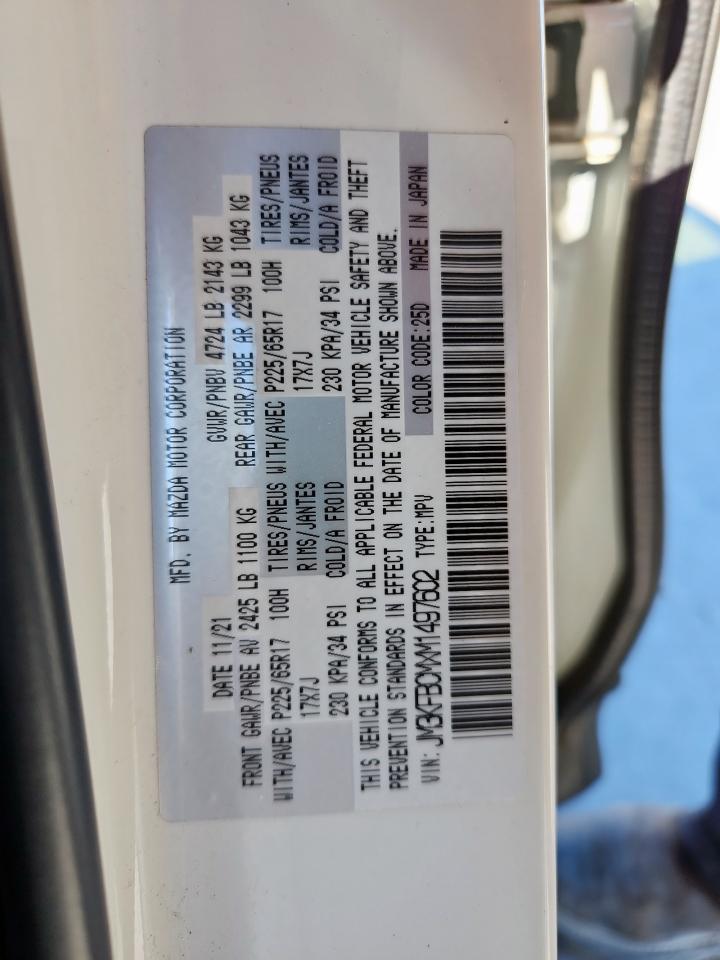 MFD. BY MAZDA MOTOR CORPORATION
DATE 11/21 GVWR/PNBV 4724 LB 2143 KG
FRONT GAWR/PNBE AV 2425 LB 1100 KG REAR GAWR/PNBE AR 2299 LB 1043 KG
WITH/AVEC P225/65R17 100H TIRES/PNEUS WITH/AVEC P225/65R17 100H TIRES/PNEUS
17X7J RIMS/JANTES 17X7J RIMS/JANTES
230 KPA/34 PSI COLD/A FROID 230 KPA/34 PSI COLD/A FROID
THIS VEHICLE CONFORMS TO ALL APPLICABLE FEDERAL MOTOR VEHICLE SAFETY AND THEFT
PREVENTION STANDARDS IN EFFECT ON THE DATE OF MANUFACTURE SHOWN ABOVE.
VIN: JM3KFBCMXM1497602 TYPE:MPV COLOR CODE:25D MADE IN JAPAN